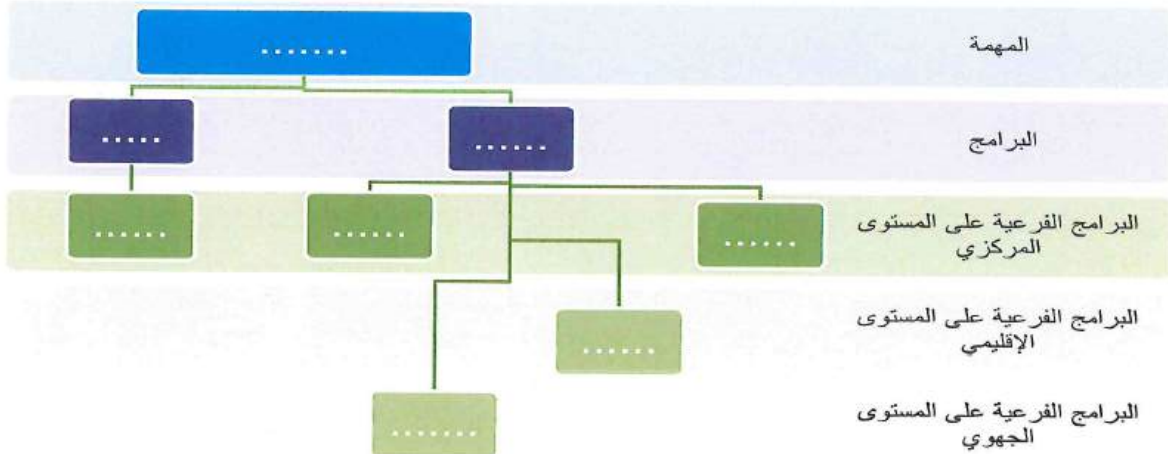 المهمة
.......
البرامج
......
.....
البرامج الفرعية على المستوى
المركزي
......
......
......
البرامج الفرعية على المستوى
الإقليمي
......
البرامج الفرعية على المستوى
الجهوي
.......